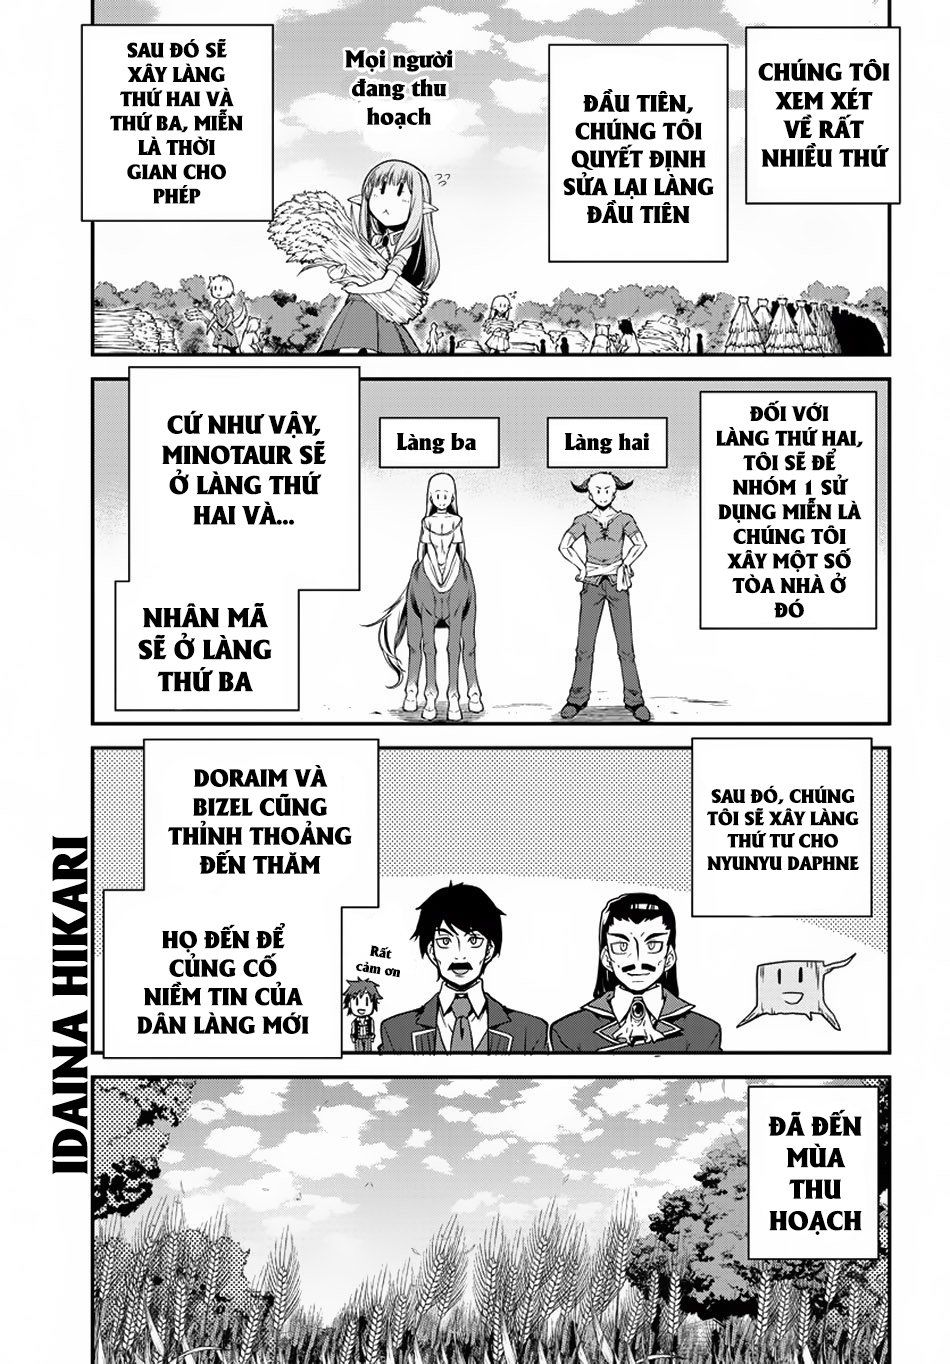 CHÚNG TÔI
XEM XÉT
VỀ RẤT
NHIỀU THỨ
ĐẦU TIÊN,
CHÚNG TÔI
QUYẾT ĐỊNH
SỬA LẠI LÀNG
ĐẦU TIÊN
Mọi người
đang thu
hoạch
SAU ĐÓ SẼ
XÂY LÀNG
THỨ HAI VÀ
THỨ BA, MIỄN
LÀ THỜI
GIAN CHO
PHÉP
ĐỐI VỚI
LÀNG THỨ HAI,
TÔI SẼ ĐỂ
NHÓM 1 SỬ
DỤNG MIỄN LÀ
CHÚNG TÔI
XÂY MỘT SỐ
TÒA NHÀ Ở
ĐÓ
Làng hai
Làng ba
CỨ NHƯ VẬY,
MINOTAUR SẼ
Ở LÀNG THỨ
HAI VÀ...
NHÂN MÃ
SẼ Ở LÀNG
THỨ BA
SAU ĐÓ, CHÚNG
TÔI SẼ XÂY LÀNG
THỨ TƯ CHO
NYUNYU DAPHNE
DORAIM VÀ
BIZEL CŨNG
THỈNH THOẢNG
ĐẾN THĂM
HỌ ĐẾN ĐỂ
CỦNG CỐ
NIỀM TIN CỦA
DÂN LÀNG MỚI
Rất
cảm ơn
IDAINA HIKARI
ĐÃ ĐẾN
MÙA
THU
HOẠCH